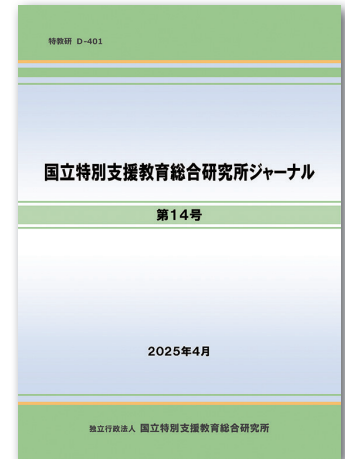 特教研 D-401
国立特別支援教育総合研究所ジャーナル
第14号
2025年4月
独立行政法人 国立特別支援教育総合研究所